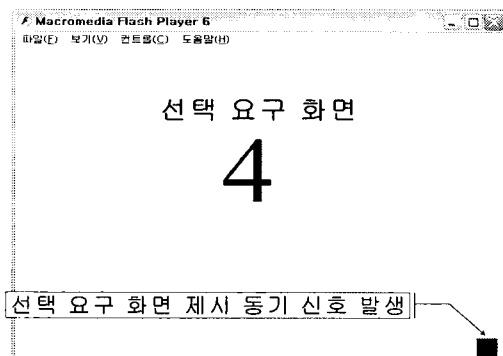 Macromedia Flash Player 6
파일(F) 보기(V) 컨트롤(C) 도움말(H)
선택 요구 화면
4
선택 요구 화면 제시 동기 신호 발생